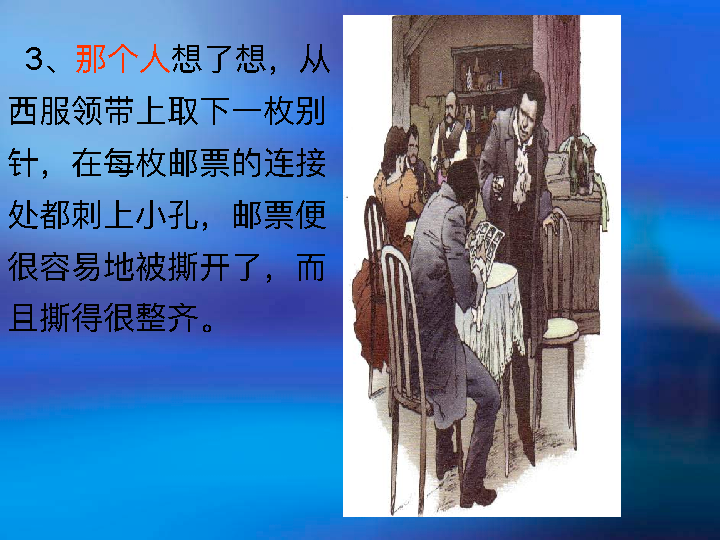 3、那个人想了想，从
西服领带上取下一枚别
针，在每枚邮票的连接
处都刺上小孔，邮票便
很容易地被撕开了，而
且撕得很整齐。